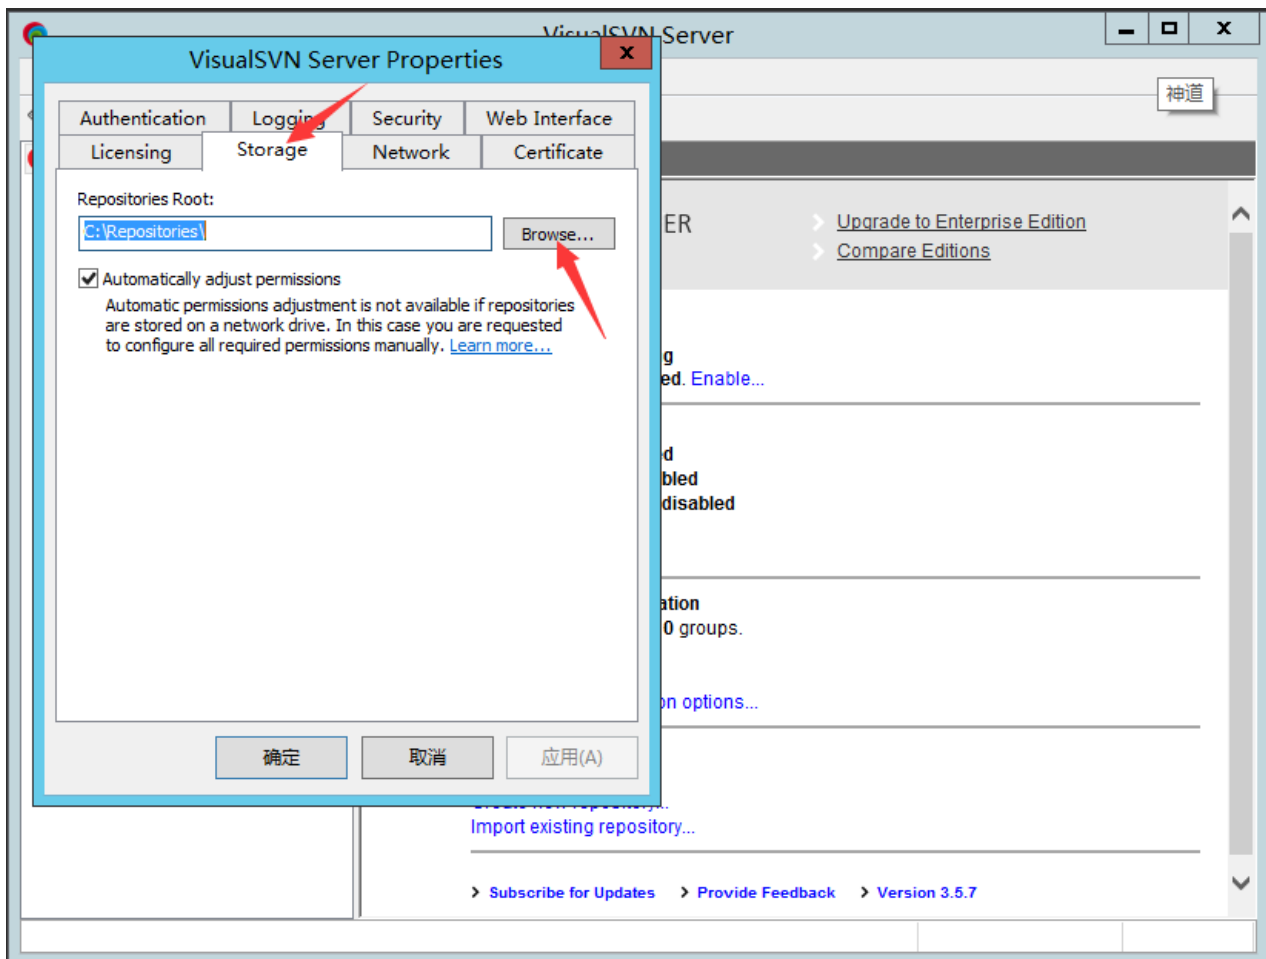 VisualSVN Server
VisualSVN Server Properties
神道
Authentication Logging Security Web Interface
Licensing Storage Network Certificate
Repositories Root:
C:\Repositories\
Browse...
Automatically adjust permissions
Automatic permissions adjustment is not available if repositories
are stored on a network drive. In this case you are requested
to configure all required permissions manually. Learn more...
确定 取消 应用(A)
ER
Upgrade to Enterprise Edition
Compare Editions
g
ed. Enable...
d
bled
disabled
ation
0 groups.
on options...
Create new repository...
Import existing repository...
Subscribe for Updates Provide Feedback Version 3.5.7